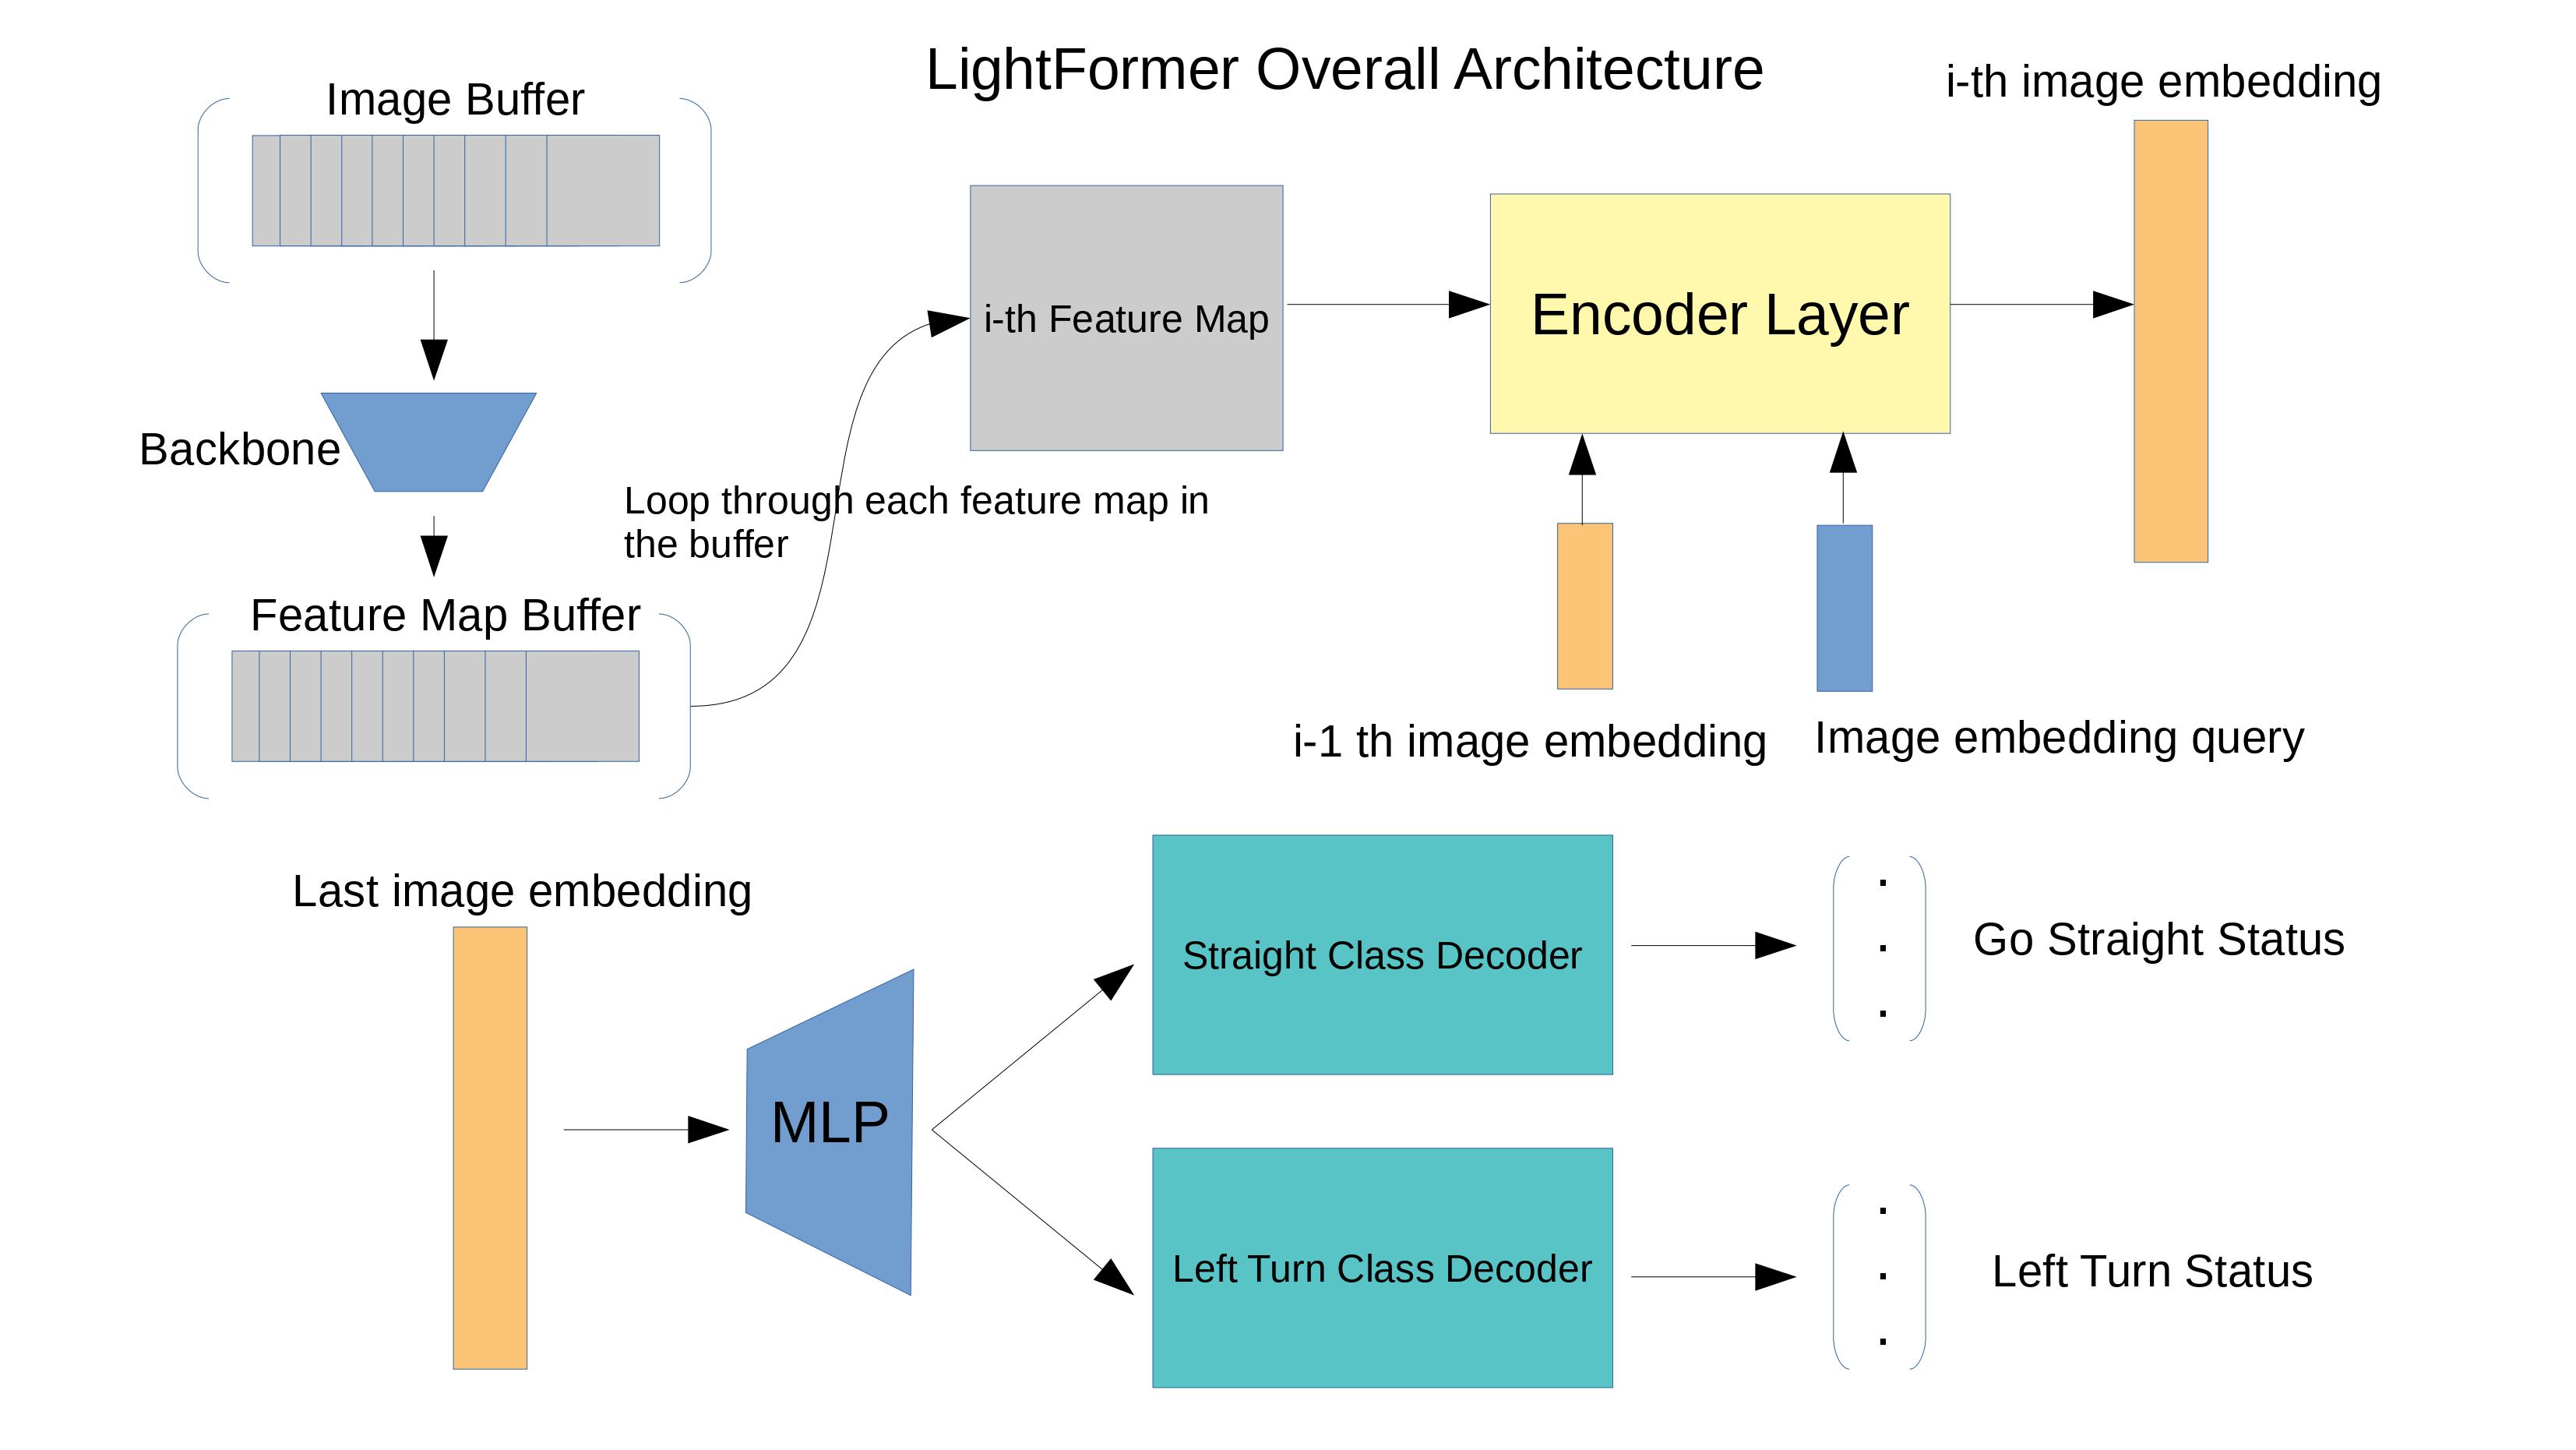 LightFormer Overall Architecture
Image Buffer
i-th image embedding
i-th Feature Map
Encoder Layer
Backbone
Loop through each feature map in
the buffer
Feature Map Buffer
i-1 th image embedding
Image embedding query
Last image embedding
MLP
Straight Class Decoder
Go Straight Status
Left Turn Class Decoder
Left Turn Status